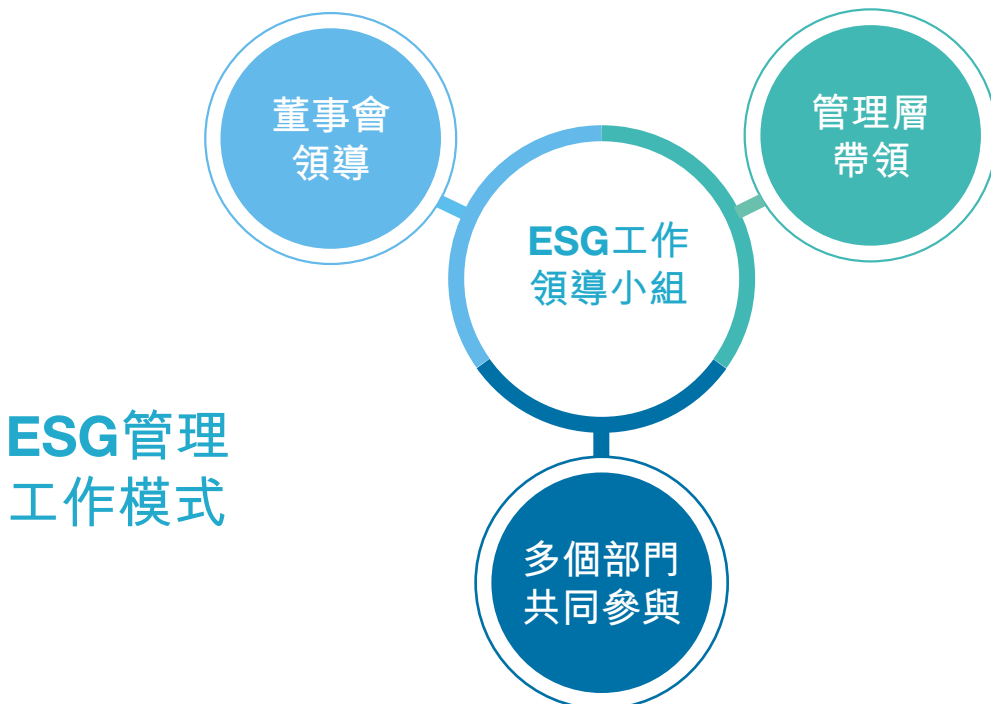 董事會
領導
管理層
帶領
ESG工作
領導小組
ESG管理
工作模式
多個部門
共同參與